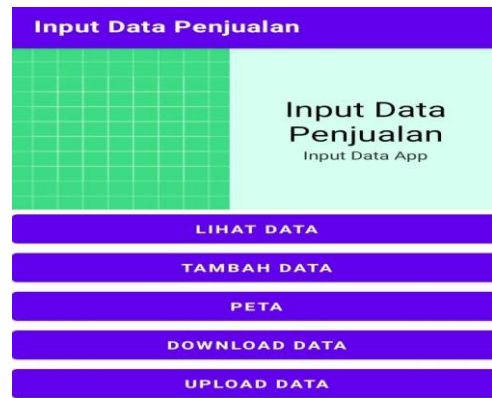 Input Data Penjualan
Input Data
Penjualan
Input Data App
LIHAT DATA
TAMBAH DATA
PETA
DOWNLOAD DATA
UPLOAD DATA